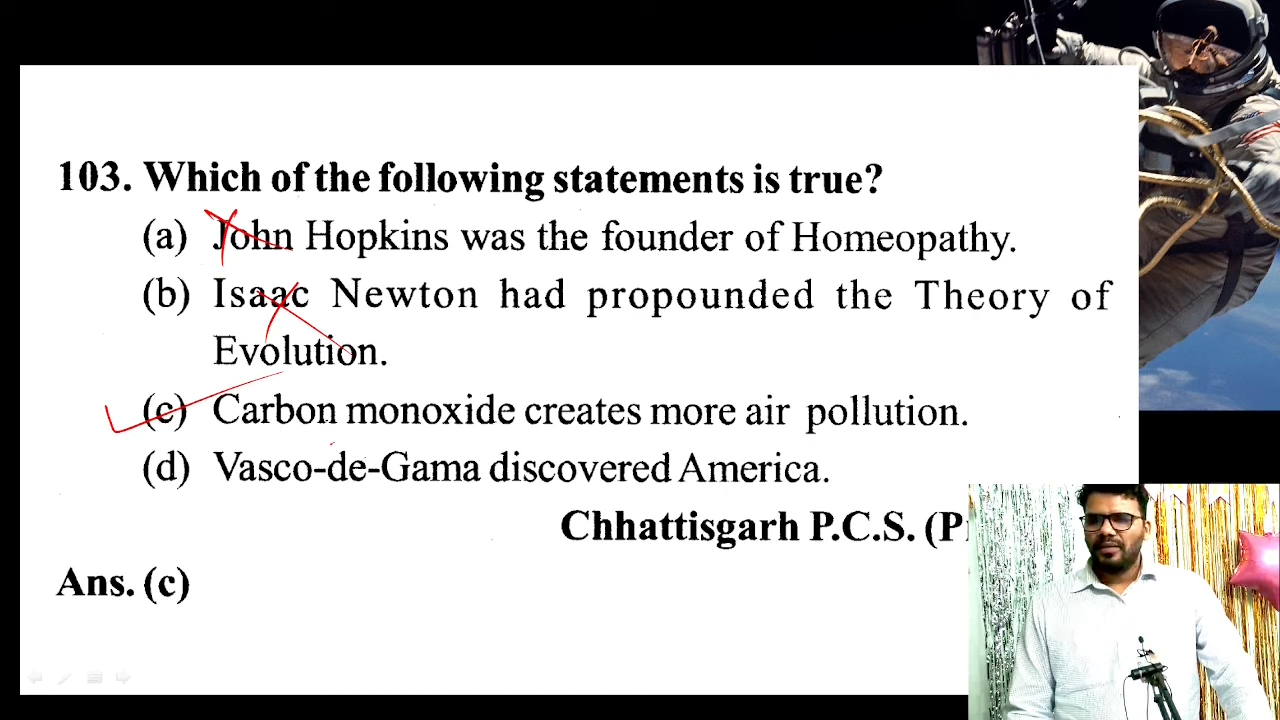 103. Which of the following statements is true?
(a) John Hopkins was the founder of Homeopathy.
(b) Isaac Newton had propounded the Theory of
Evolution.
(c) Carbon monoxide creates more air pollution.
(d) Vasco-de-Gama discovered America.
Chhattisgarh P.C.S. (P
Ans. (c)